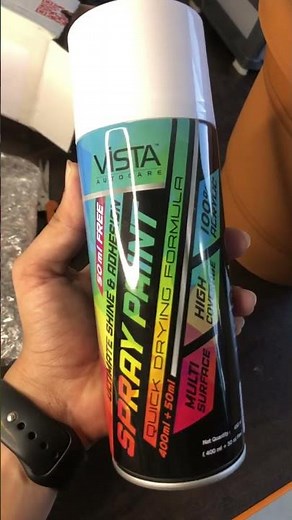 VISTA™
AUTOCARE
50ml FREE
ULTIMATE SHINE & ADHESION
SPRAY PAINT
QUICK DRYING FORMULA
400ml + 50ml
100%
ACRYLIC
HIGH
COVERAGE
MULTI
SURFACE
Net Quantity :
( 400 ml + 50 ml